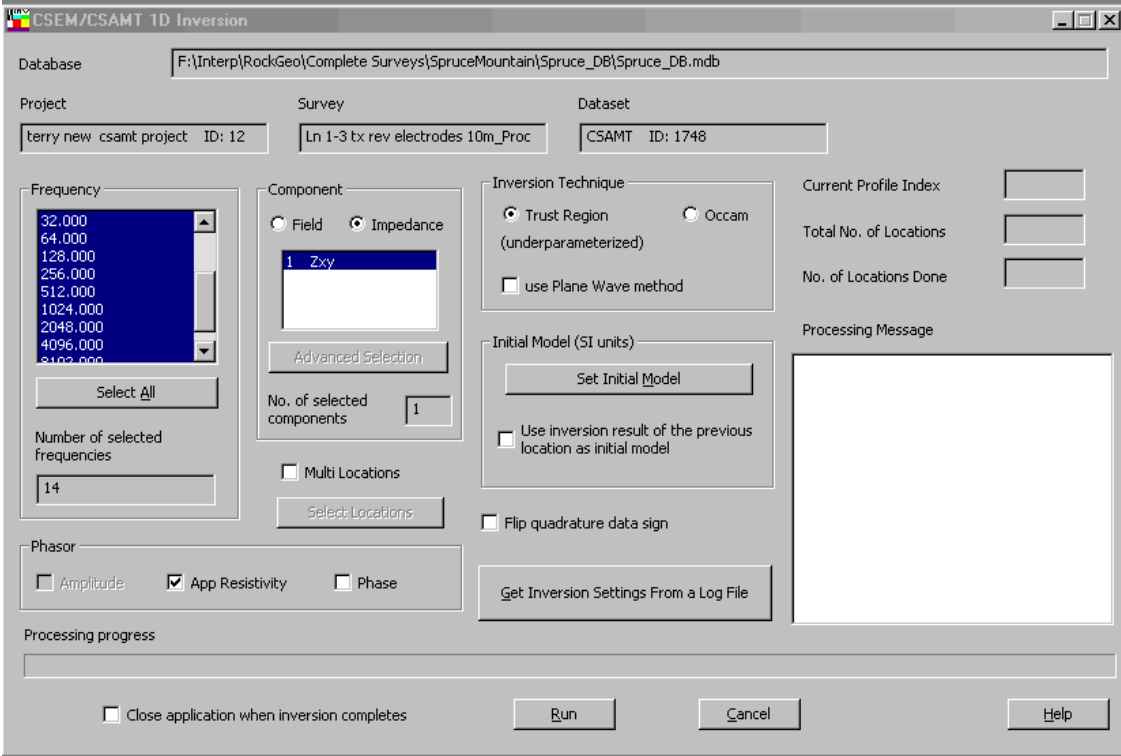 CSEM/CSAMT 1D Inversion
Database
F:\Interp\RockGeo\Complete Surveys\SpruceMountain\Spruce_DB\Spruce_DB.mdb
Project
Survey
Dataset
terry new csamt project ID: 12
Ln 1-3 tx rev electrodes 10m_Proc
CSAMT ID: 1748
Frequency
32.000
64.000
128.000
256.000
512.000
1024.000
2048.000
4096.000
8192.000
Select All
Number of selected
frequencies
14
Component
Field
Impedance
1 Zxy
Advanced Selection
No. of selected
components
1
Multi Locations
Select Locations
Inversion Technique
Trust Region
Occam
(underparameterized)
use Plane Wave method
Initial Model (SI units)
Set Initial Model
Use inversion result of the previous
location as initial model
Flip quadrature data sign
Get Inversion Settings From a Log File
Current Profile Index
Total No. of Locations
No. of Locations Done
Processing Message
Phasor
Amplitude
App Resistivity
Phase
Processing progress
Close application when inversion completes
Run
Cancel
Help